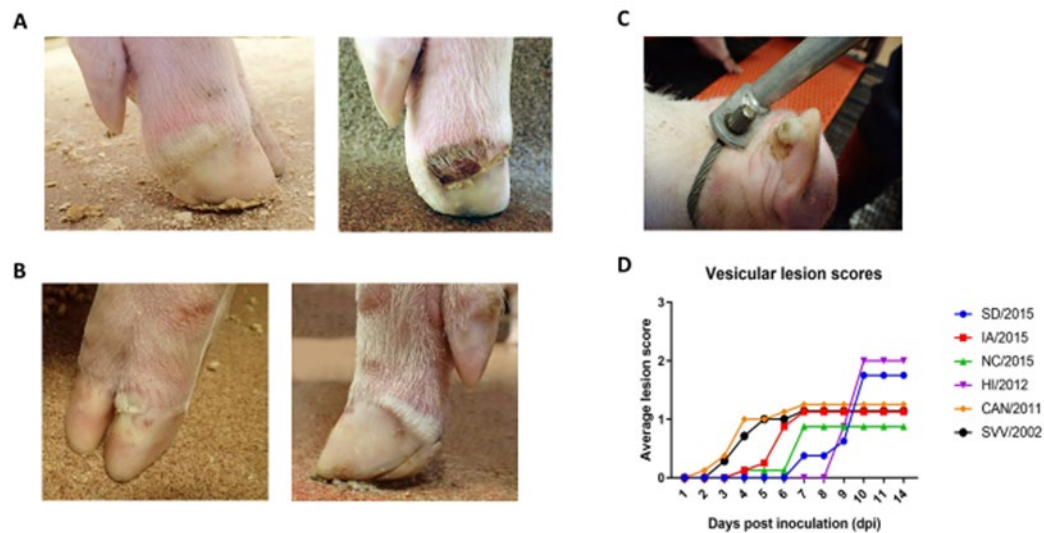 A
C
B
D
Vesicular lesion scores
3
2
1
0
Average lesion score
1 2 3 4 5 6 7 8 9 10 11 14
Days post inoculation (dpi)
SD/2015
IA/2015
NC/2015
HI/2012
CAN/2011
SVV/2002